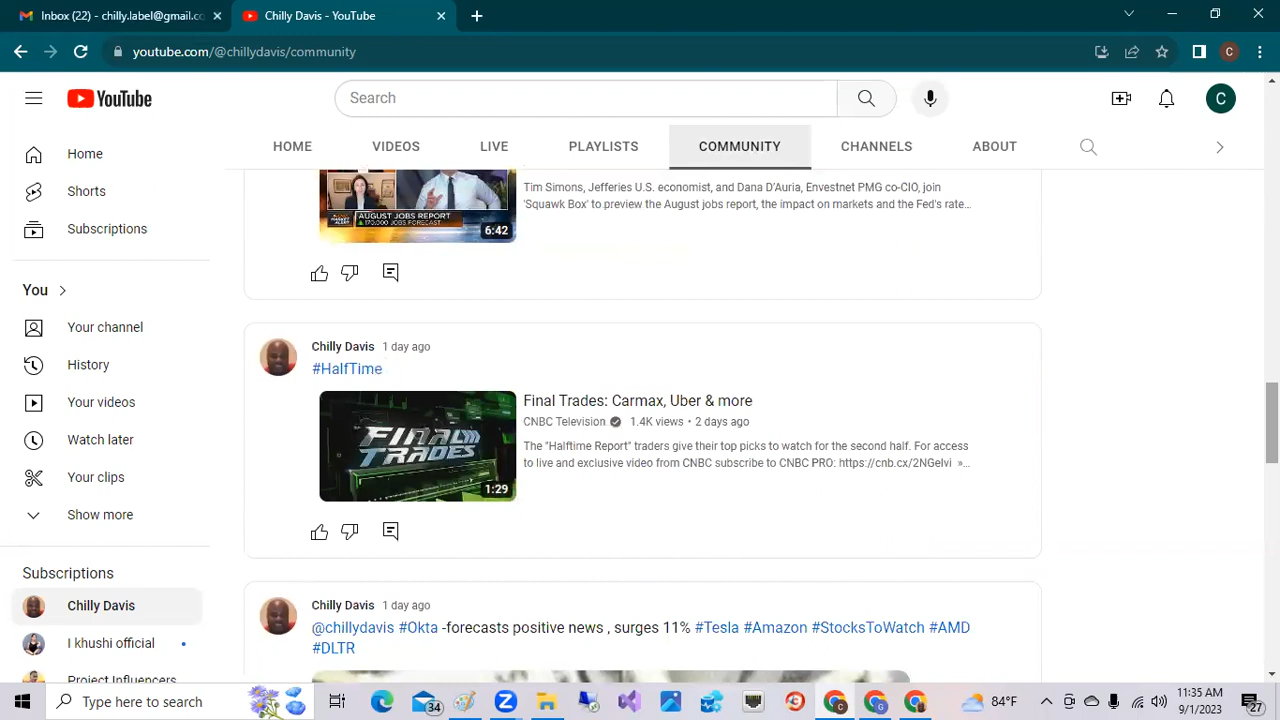 Inbox (22) - chilly.label@gmail.co
Chilly Davis - YouTube
youtube.com/@chillydavis/community
C
YouTube
Search
C
HOME
VIDEOS
LIVE
PLAYLISTS
COMMUNITY
CHANNELS
ABOUT
Home
Shorts
Subscriptions
You
Your channel
History
Your videos
Watch later
Your clips
Show more
Subscriptions
Chilly Davis
I khushi official
Project Influencers
AUGUST JOBS REPORT
170,000 JOBS FORECAST
6:42
Tim Simons, Jefferies U.S. economist, and Dana D'Auria, Envestnet PMG co-CIO, join
'Squawk Box' to preview the August jobs report, the impact on markets and the Fed's rate...
Chilly Davis 1 day ago
#HalfTime
FINAL
TRADES
1:29
Final Trades: Carmax, Uber & more
CNBC Television 1.4K views • 2 days ago
The "Halftime Report" traders give their top picks to watch for the second half. For access
to live and exclusive video from CNBC subscribe to CNBC PRO: https://cnb.cx/2NGeIvi »...
Chilly Davis 1 day ago
@chillydavis #Okta -forecasts positive news , surges 11% #Tesla #Amazon #StocksToWatch #AMD
#DLTR
Type here to search
34
84°F
11:35 AM
9/1/2023
27